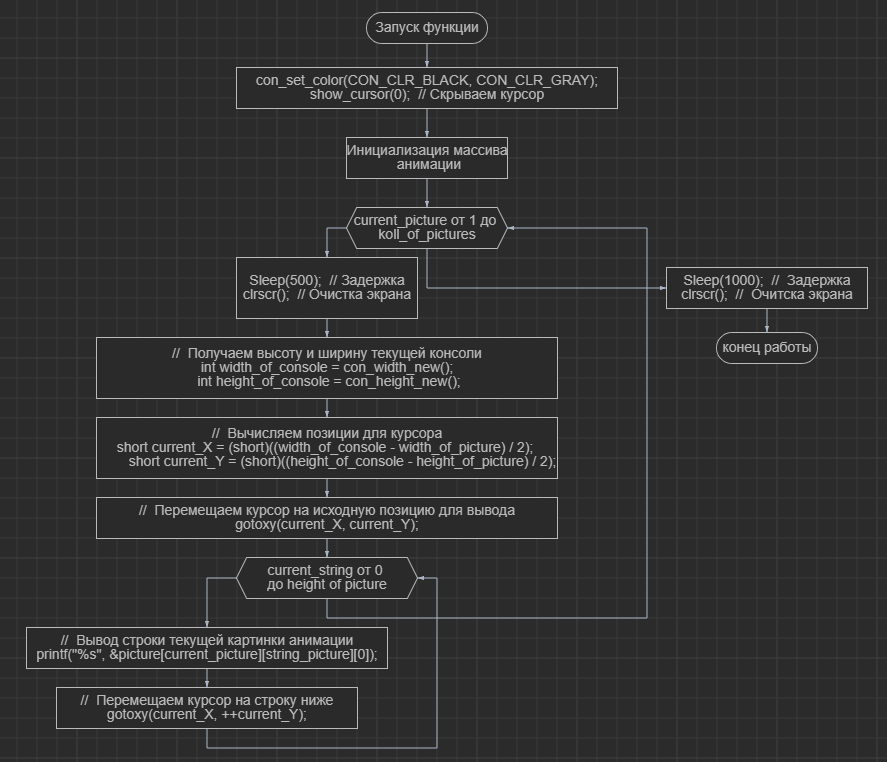 Запуск функции
con_set_color(CON_CLR_BLACK, CON_CLR_GRAY);
show_cursor(0);  // Скрываем курсор
Инициализация массива
анимации
current_picture от 1 до
koll_of_pictures
Sleep(500);  // Задержка
clrscr();  // Очистка экрана
Sleep(1000);  //  Задержка
clrscr();  //  Очитска экрана
конец работы
//  Получаем высоту и ширину текущей консоли
int width_of_console = con_width_new();
int height_of_console = con_height_new();
//  Вычисляем позиции для курсора
short current_X = (short)((width_of_console - width_of_picture) / 2);
short current_Y = (short)((height_of_console - height_of_picture) / 2);
//  Перемещаем курсор на исходную позицию для вывода
gotoxy(current_X, current_Y);
current_string от 0
до height of picture
//  Вывод строки текущей картинки анимации
printf("%s", &picture[current_picture][string_picture][0]);
//  Перемещаем курсор на строку ниже
gotoxy(current_X, ++current_Y);